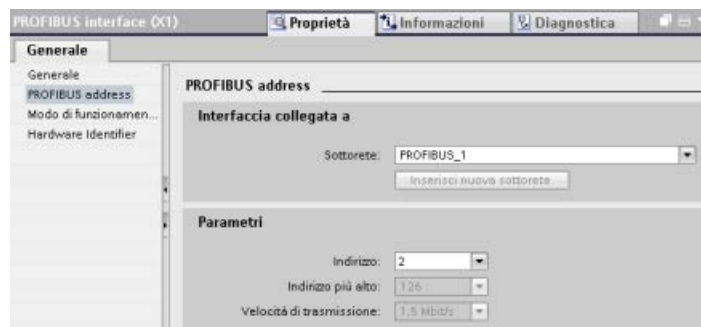 PROFIBUS interface (X1)
Proprietà
Informazioni
Diagnostica
Generale
Generale
PROFIBUS address
Modo di funzionamen...
Hardware Identifier
PROFIBUS address
Interfaccia collegata a
Sottorete: PROFIBUS_1
Inserisci nuova sottorete
Parametri
Indirizzo: 2
Indirizzo più alto: 126
Velocità di trasmissione: 1,5 Mbit/s